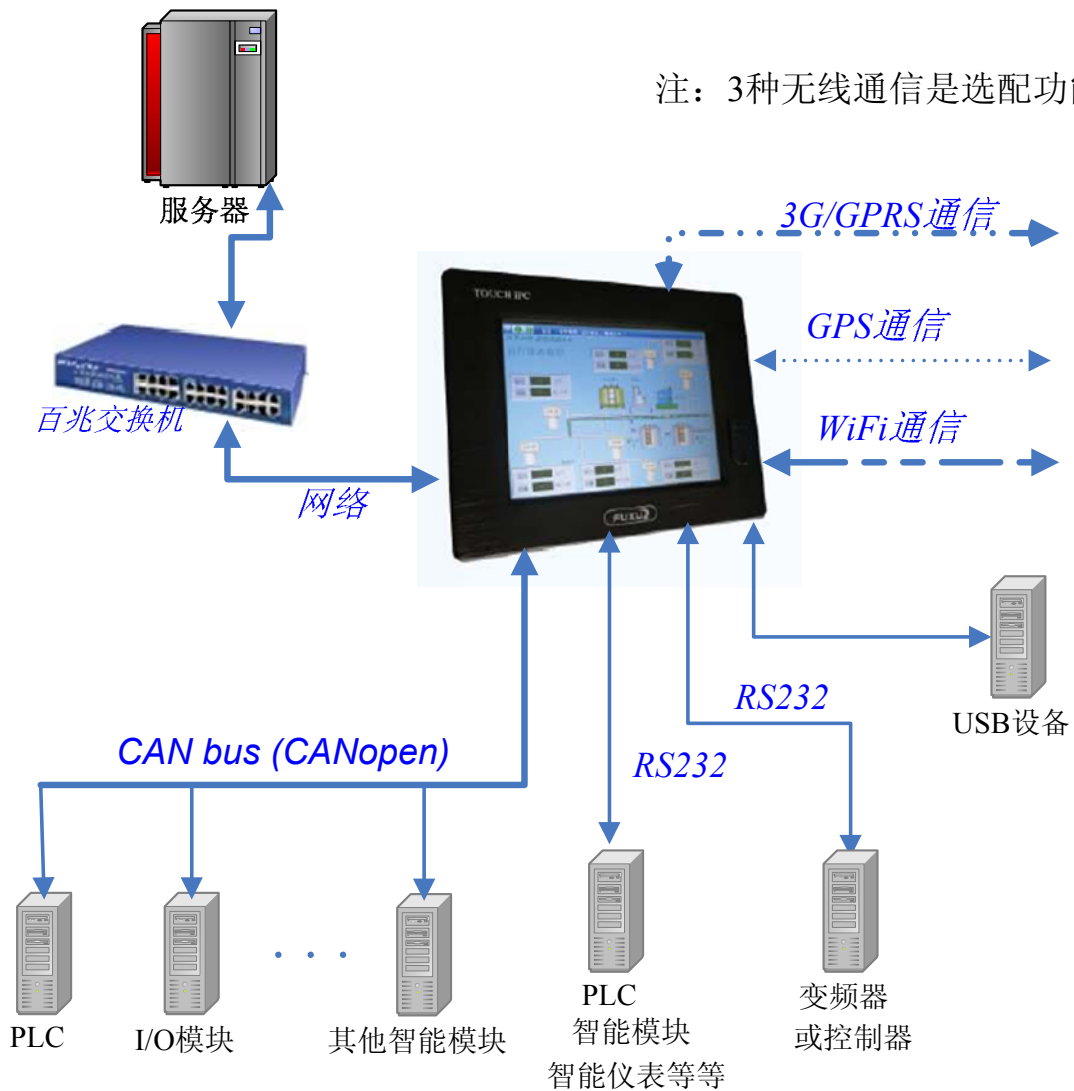 注：3种无线通信是选配功
服务器
3G/GPRS通信
TOUCH IPC
GPS通信
百兆交换机
WiFi通信
网络
FUXU
USB设备
RS232
CAN bus (CANopen)
RS232
. . .
PLC
I/O模块
其他智能模块
PLC
智能模块
智能仪表等等
变频器
或控制器